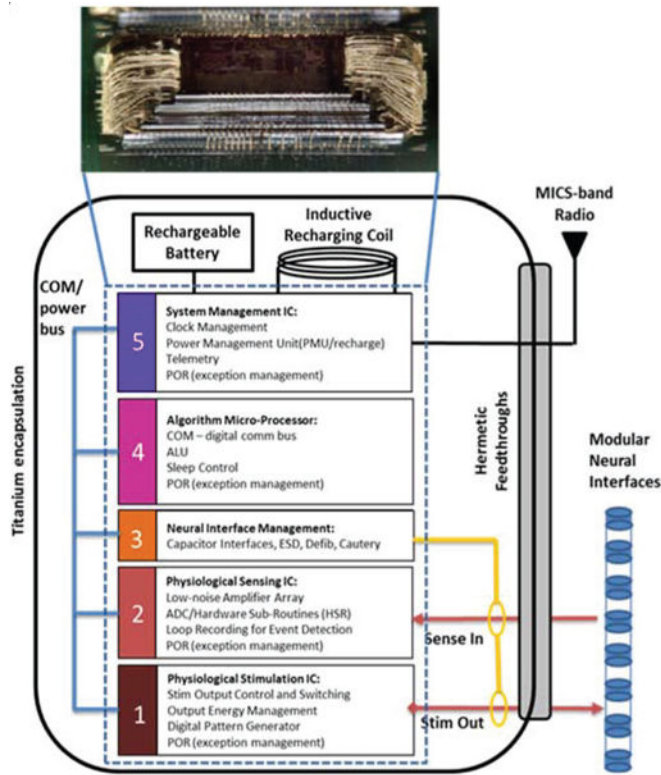 MICS-band
Radio
Inductive
Recharging Coil
Rechargeable
Battery
COM/
power
bus
Titanium encapsulation
5
System Management IC:
Clock Management
Power Management Unit(PMU/recharge)
Telemetry
POR (exception management)
4
Algorithm Micro-Processor:
COM – digital comm bus
ALU
Sleep Control
POR (exception management)
Hermetic
Feedthroughs
Modular
Neural
Interfaces
3
Neural Interface Management:
Capacitor Interfaces, ESD, Defib, Cautery
2
Physiological Sensing IC:
Low-noise Amplifier Array
ADC/Hardware Sub-Routines (HSR)
Loop Recording for Event Detection
POR (exception management)
Sense In
1
Physiological Stimulation IC:
Stim Output Control and Switching
Output Energy Management
Digital Pattern Generator
POR (exception management)
Stim Out